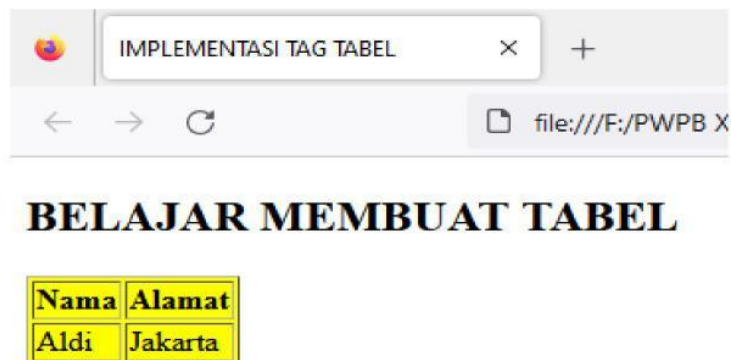 IMPLEMENTASI TAG TABEL
file:///F:/PWPB X
BELAJAR MEMBUAT TABEL
Nama Alamat
Aldi Jakarta